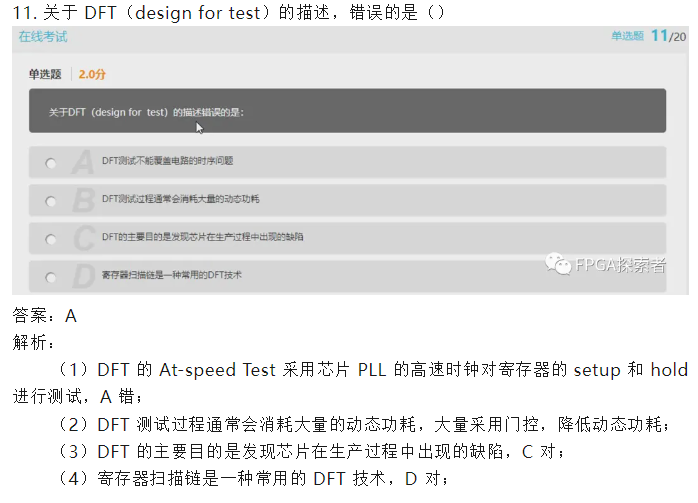 11. 关于 DFT（design for test）的描述，错误的是（）
在线考试
单选题 11/20
单选题 2.0分
关于DFT（design for test）的描述错误的是：
A DFT测试不能覆盖电路的时序问题
B DFT测试过程通常会消耗大量的动态功耗
C DFT的主要目的是发现芯片在生产过程中出现的缺陷
D 寄存器扫描链是一种常用的DFT技术
FPGA探索者
答案：A
解析：
（1）DFT 的 At-speed Test 采用芯片 PLL 的高速时钟对寄存器的 setup 和 hold
进行测试，A 错；
（2）DFT 测试过程通常会消耗大量的动态功耗，大量采用门控，降低动态功耗；
（3）DFT 的主要目的是发现芯片在生产过程中出现的缺陷，C 对；
（4）寄存器扫描链是一种常用的 DFT 技术，D 对；